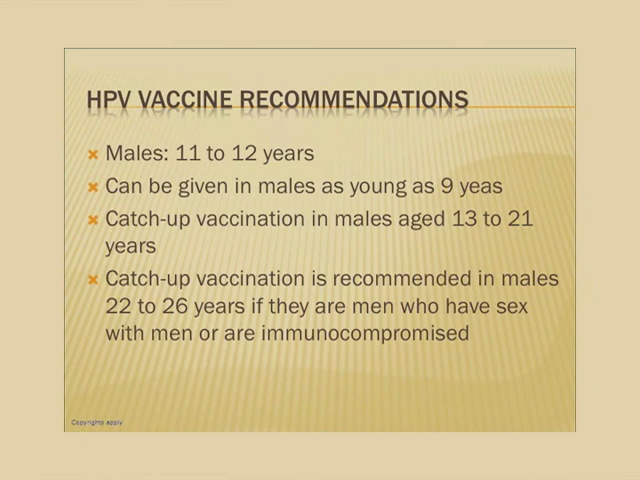 HPV VACCINE RECOMMENDATIONS
Males: 11 to 12 years
Can be given in males as young as 9 yeas
Catch-up vaccination in males aged 13 to 21
years
Catch-up vaccination is recommended in males
22 to 26 years if they are men who have sex
with men or are immunocompromised
Copyrights apply